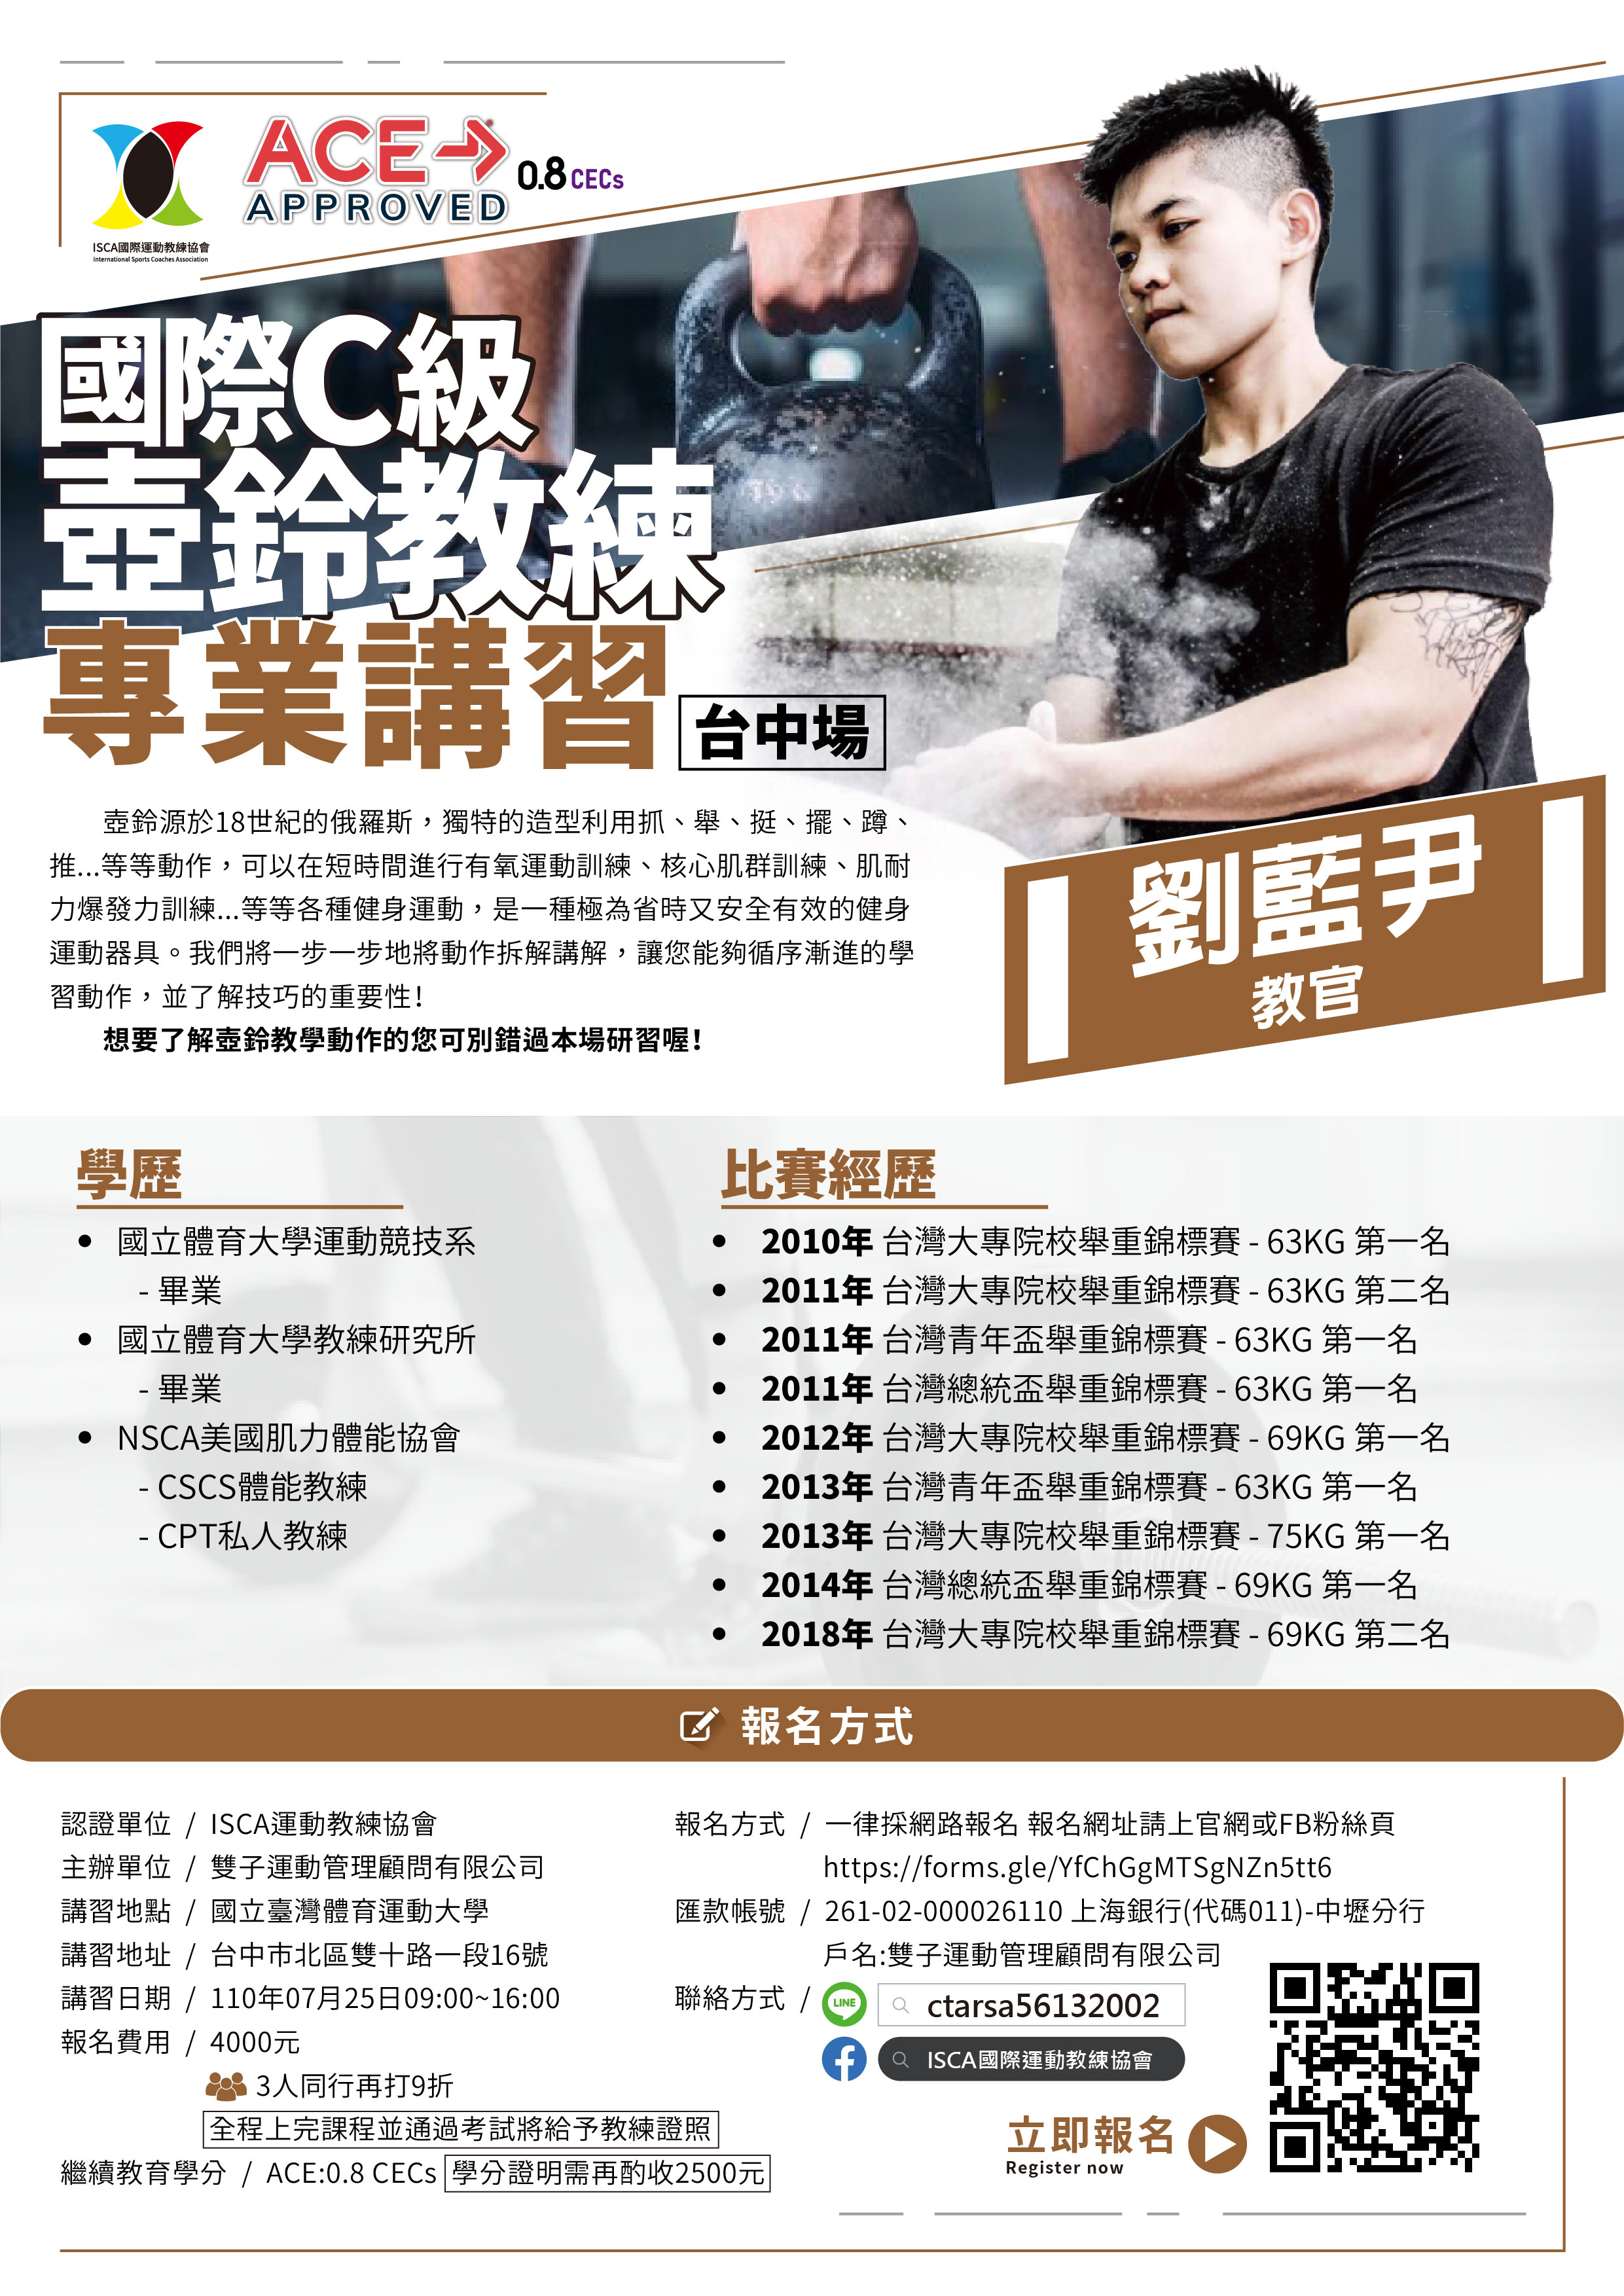 ISCA國際運動教練協會
International Sports Coaches Association
ACE
APPROVED
0.8 CECs
國際C級
壺鈴教練
專業講習
台中場
壺鈴源於18世紀的俄羅斯，獨特的造型利用抓、舉、挺、擺、蹲、
推...等等動作，可以在短時間進行有氧運動訓練、核心肌群訓練、肌耐
力爆發力訓練...等等各種健身運動，是一種極為省時又安全有效的健身
運動器具。我們將一步一步地將動作拆解講解，讓您能夠循序漸進的學
習動作，並了解技巧的重要性！
想要了解壺鈴教學動作的您可別錯過本場研習喔！
劉藍尹
教官
學歷
• 國立體育大學運動競技系
- 畢業
• 國立體育大學教練研究所
- 畢業
• NSCA美國肌力體能協會
- CSCS體能教練
- CPT私人教練
比賽經歷
• 2010年 台灣大專院校舉重錦標賽 - 63KG 第一名
• 2011年 台灣大專院校舉重錦標賽 - 63KG 第二名
• 2011年 台灣青年盃舉重錦標賽 - 63KG 第一名
• 2011年 台灣總統盃舉重錦標賽 - 63KG 第一名
• 2012年 台灣大專院校舉重錦標賽 - 69KG 第一名
• 2013年 台灣青年盃舉重錦標賽 - 63KG 第一名
• 2013年 台灣大專院校舉重錦標賽 - 75KG 第一名
• 2014年 台灣總統盃舉重錦標賽 - 69KG 第一名
• 2018年 台灣大專院校舉重錦標賽 - 69KG 第二名
報名方式
認證單位 / ISCA運動教練協會
主辦單位 / 雙子運動管理顧問有限公司
講習地點 / 國立臺灣體育運動大學
講習地址 / 台中市北區雙十路一段16號
講習日期 / 110年07月25日09:00~16:00
報名費用 / 4000元
3人同行再打9折
全程上完課程並通過考試將給予教練證照
繼續教育學分 / ACE:0.8 CECs 學分證明需再酌收2500元
報名方式 / 一律採網路報名 報名網址請上官網或FB粉絲頁
https://forms.gle/YfChGgMTSgNZn5tt6
匯款帳號 / 261-02-000026110 上海銀行(代碼011)-中壢分行
戶名:雙子運動管理顧問有限公司
聯絡方式 / LINE ctarsa56132002
ISCA國際運動教練協會
立即報名
Register now